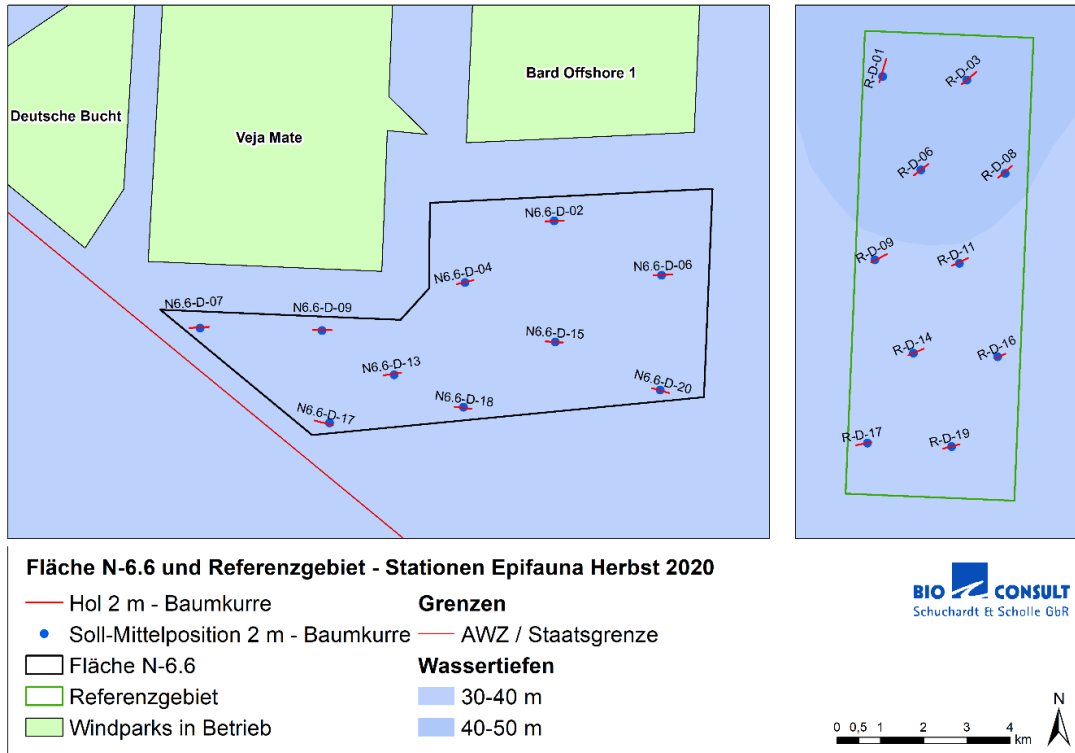 Deutsche Bucht
Veja Mate
Bard Offshore 1
N6.6-D-02
N6.6-D-04
N6.6-D-06
N6.6-D-07
N6.6-D-09
N6.6-D-15
N6.6-D-13
N6.6-D-20
N6.6-D-18
N6.6-D-17
R-D-01
R-D-03
R-D-06
R-D-08
R-D-09
R-D-11
R-D-14
R-D-16
R-D-17
R-D-19
Fläche N-6.6 und Referenzgebiet - Stationen Epifauna Herbst 2020
Hol 2 m - Baumkurre
Soll-Mittelposition 2 m - Baumkurre
Fläche N-6.6
Referenzgebiet
Windparks in Betrieb
Grenzen
AWZ / Staatsgrenze
Wassertiefen
30-40 m
40-50 m
BIO CONSULT
Schuchardt & Scholle GbR
N
0 0,5 1 2 3 4
km